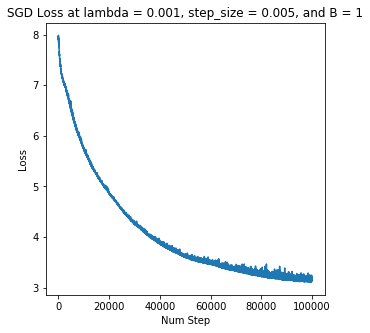 SGD Loss at lambda = 0.001, step_size = 0.005, and B = 1
8
7
6
5
4
3
Loss
0 20000 40000 60000 80000 100000
Num Step